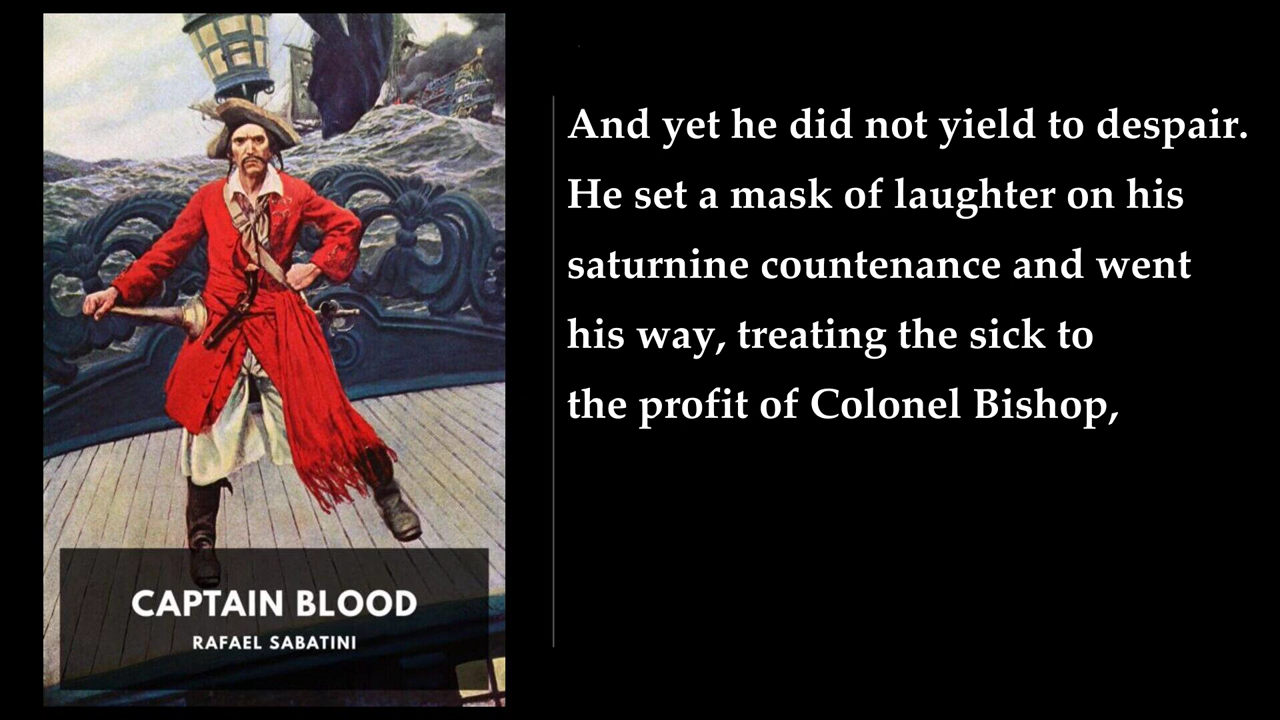 CAPTAIN BLOOD
RAFAEL SABATINI
And yet he did not yield to despair.
He set a mask of laughter on his
saturnine countenance and went
his way, treating the sick to
the profit of Colonel Bishop,